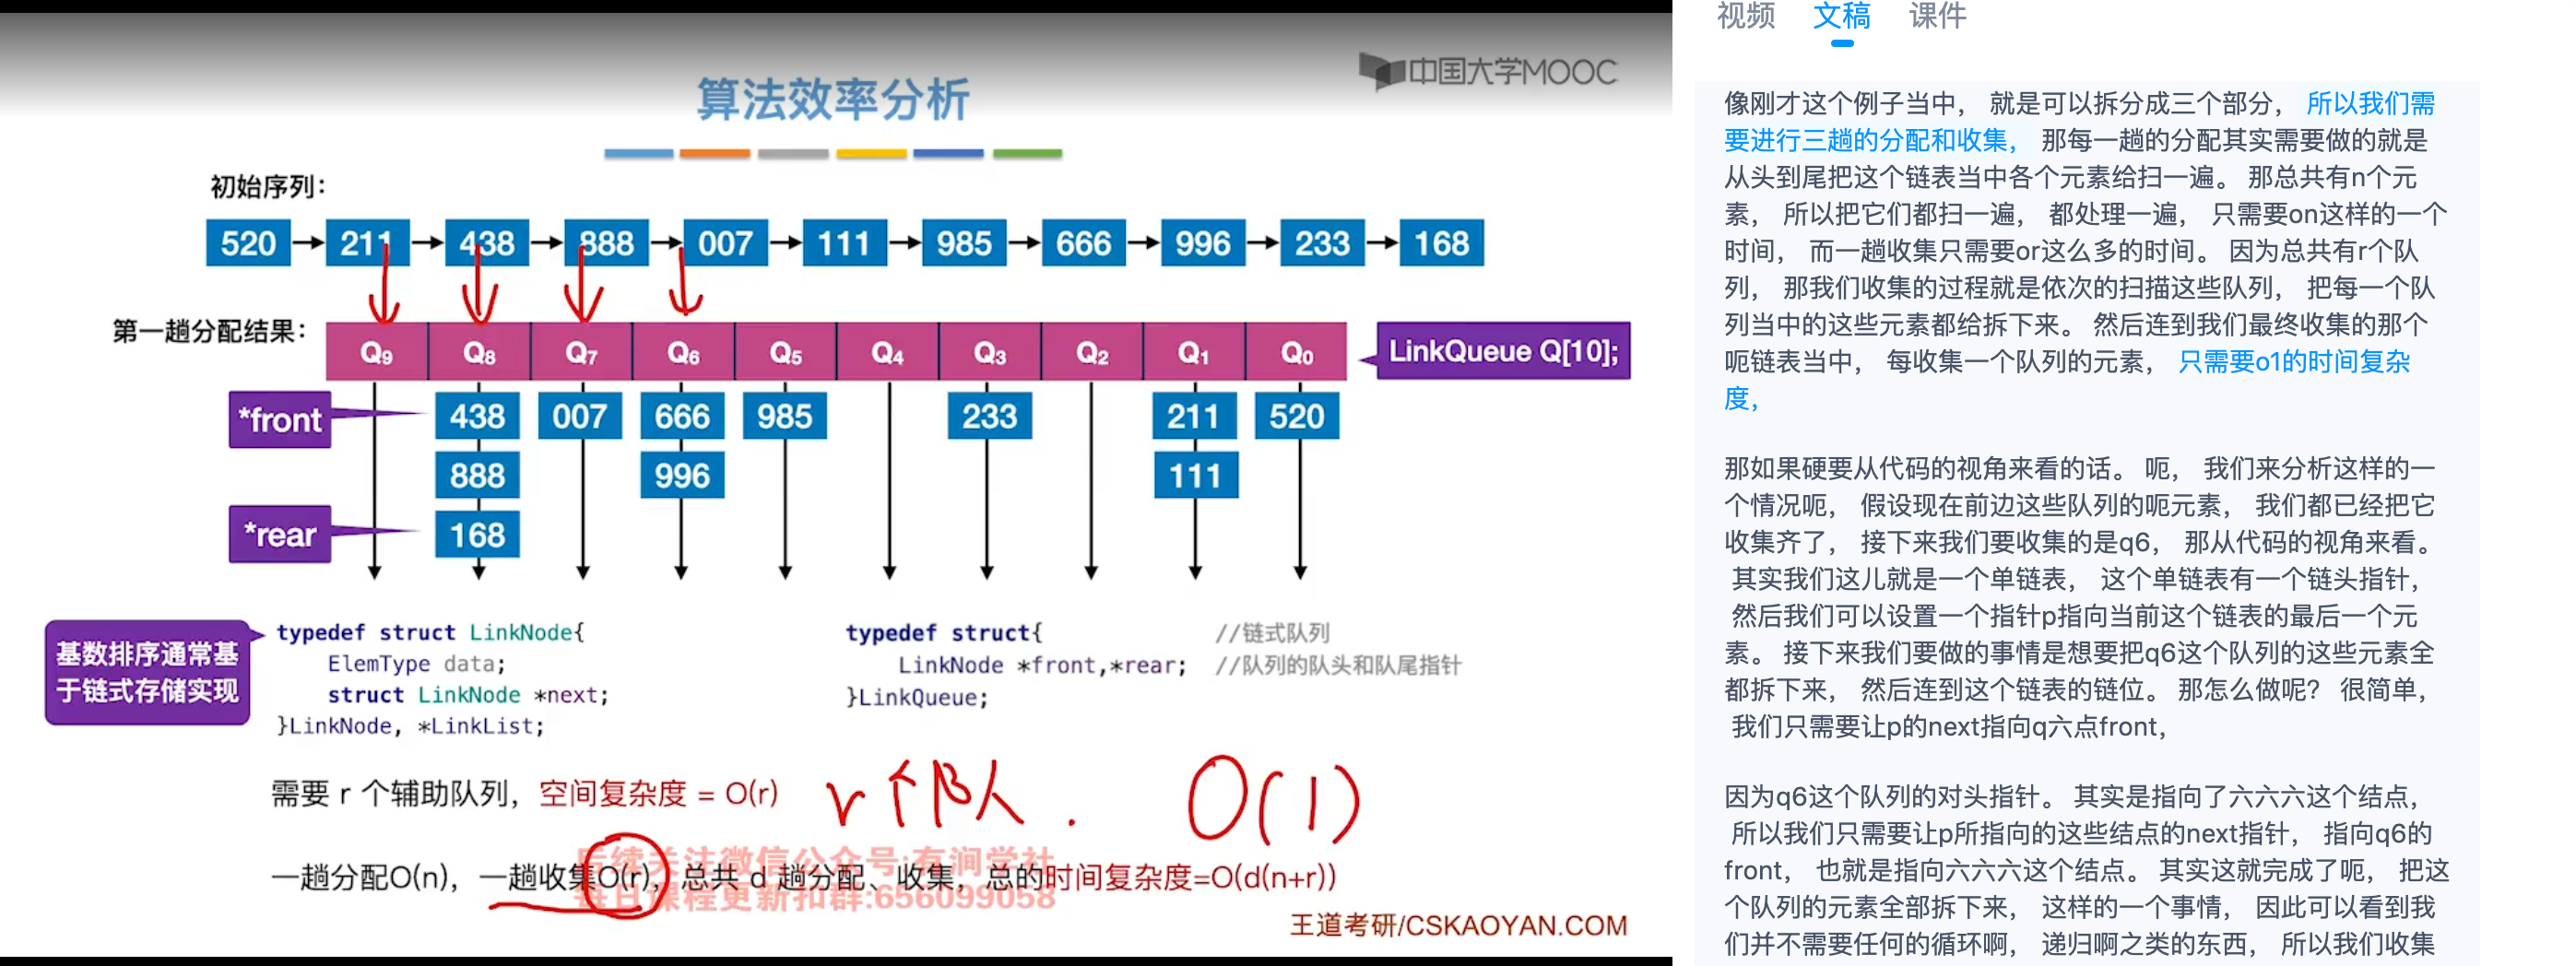 中国大学MOOC
算法效率分析
初始序列：
520 211 438 888 007 111 985 666 996 233 168
第一趟分配结果：
Q9 Q8 Q7 Q6 Q5 Q4 Q3 Q2 Q1 Q0
LinkQueue Q[10];
*front
438 007 666 985 233 211 520
888 996 111
*rear
168
基数排序通常基
于链式存储实现
typedef struct LinkNode{
ElemType data;
struct LinkNode *next;
}LinkNode, *LinkList;
typedef struct{ //链式队列
LinkNode *front,*rear; //队列的队头和队尾指针
}LinkQueue;
需要 r 个辅助队列，空间复杂度 = O(r)
r个队 . O(1)
后续关注微信公众号:有涧学社
一趟分配O(n)，一趟收集O(r)，总共 d 趟分配、收集，总的时间复杂度=O(d(n+r))
每日课程更新扣群:656099058
王道考研/CSKAOYAN.COM
视频 文稿 课件
像刚才这个例子当中， 就是可以拆分成三个部分， 所以我们需
要进行三趟的分配和收集， 那每一趟的分配其实需要做的就是
从头到尾把这个链表当中各个元素给扫一遍。 那总共有n个元
素， 所以把它们都扫一遍， 都处理一遍， 只需要on这样的一个
时间， 而一趟收集只需要or这么多的时间。 因为总共有r个队
列， 那我们收集的过程就是依次的扫描这些队列， 把每一个队
列当中的这些元素都给拆下来。 然后连到我们最终收集的那个
呃链表当中， 每收集一个队列的元素， 只需要o1的时间复杂
度，
那如果硬要从代码的视角来看的话。 呃， 我们来分析这样的一
个情况呃， 假设现在前边这些队列的呃元素， 我们都已经把它
收集齐了， 接下来我们要收集的是q6， 那从代码的视角来看。
其实我们这儿就是一个单链表， 这个单链表有一个链头指针，
然后我们可以设置一个指针p指向当前这个链表的最后一个元
素。 接下来我们要做的事情是想要把q6这个队列的这些元素全
都拆下来， 然后连到这个链表的链位。 那怎么做呢？ 很简单，
我们只需要让p的next指向q六点front，
因为q6这个队列的对头指针。 其实是指向了六六六这个结点，
所以我们只需要让p所指向的这些结点的next指针， 指向q6的
front， 也就是指向六六六这个结点。 其实这就完成了呃， 把这
个队列的元素全部拆下来， 这样的一个事情， 因此可以看到我
们并不需要任何的循环啊， 递归啊之类的东西， 所以我们收集